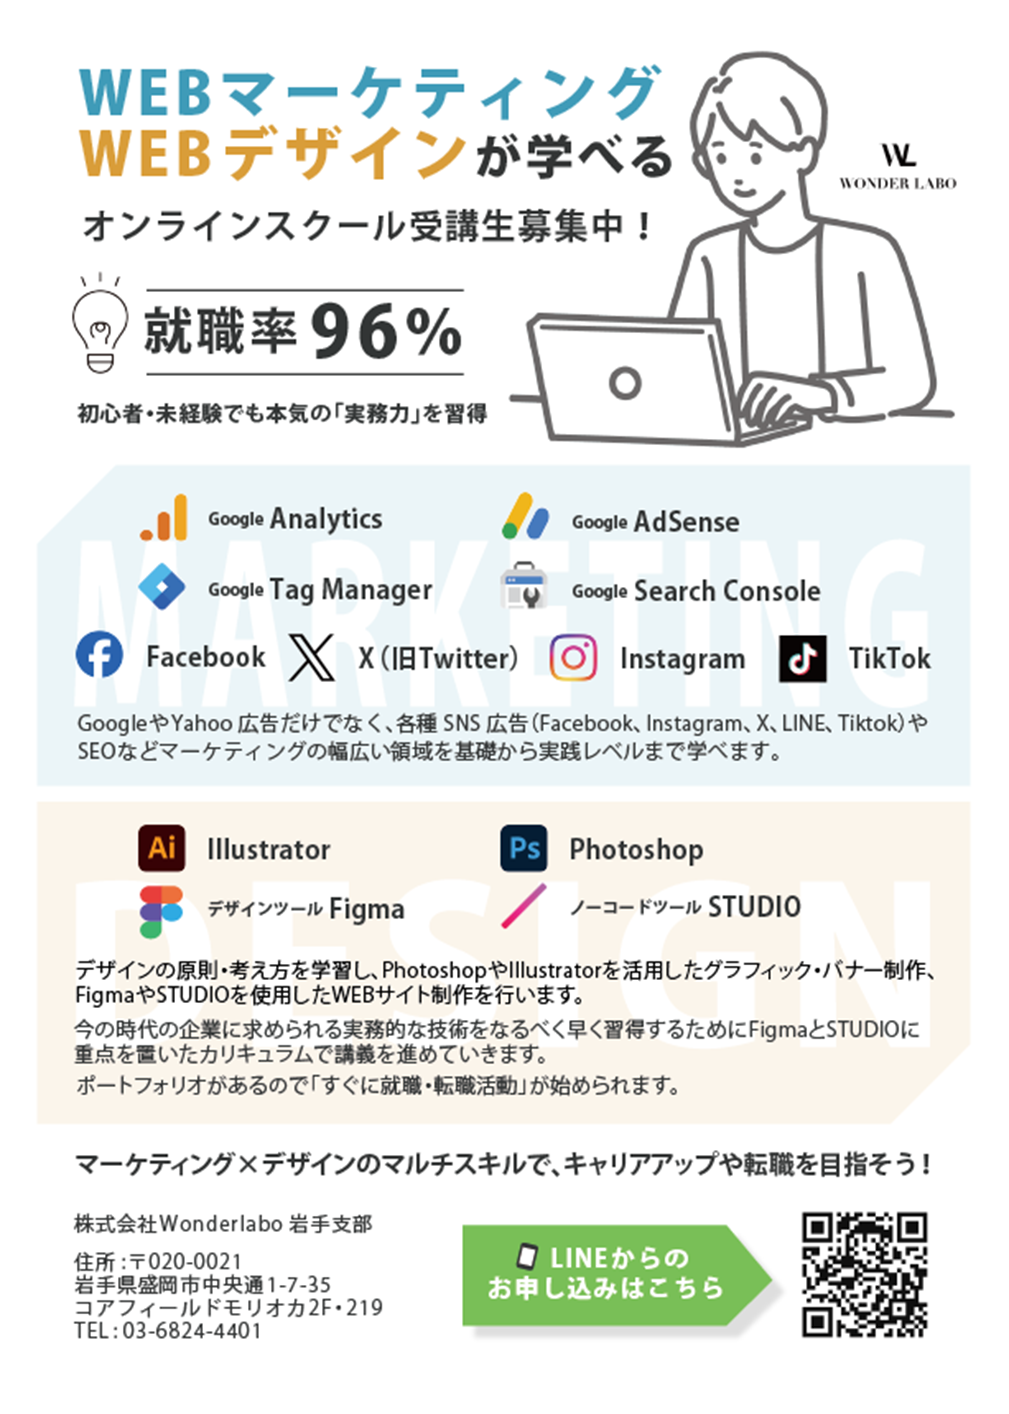 WEBマーケティング
WEBデザインが学べる
WL
WONDER LABO
オンラインスクール受講生募集中！
就職率 96%
初心者・未経験でも本気の「実務力」を習得
MARKETING
Google Analytics
Google AdSense
Google Tag Manager
Google Search Console
Facebook
X（旧Twitter）
Instagram
TikTok
GoogleやYahoo 広告だけでなく、各種 SNS 広告（Facebook、Instagram、X、LINE、Tiktok）や
SEOなどマーケティングの幅広い領域を基礎から実践レベルまで学べます。
DESIGN
Ai Illustrator
Ps Photoshop
デザインツール Figma
ノーコードツール STUDIO
デザインの原則・考え方を学習し、PhotoshopやIllustratorを活用したグラフィック・バナー制作、
FigmaやSTUDIOを使用したWEBサイト制作を行います。
今の時代の企業に求められる実務的な技術をなるべく早く習得するためにFigmaとSTUDIOに
重点を置いたカリキュラムで講義を進めていきます。
ポートフォリオがあるので「すぐに就職・転職活動」が始められます。
マーケティング×デザインのマルチスキルで、キャリアアップや転職を目指そう！
株式会社Wonderlabo 岩手支部
住所：〒020-0021
岩手県盛岡市中央通1-7-35
コアフィールドモリオカ2F・219
TEL：03-6824-4401
LINEからの
お申し込みはこちら